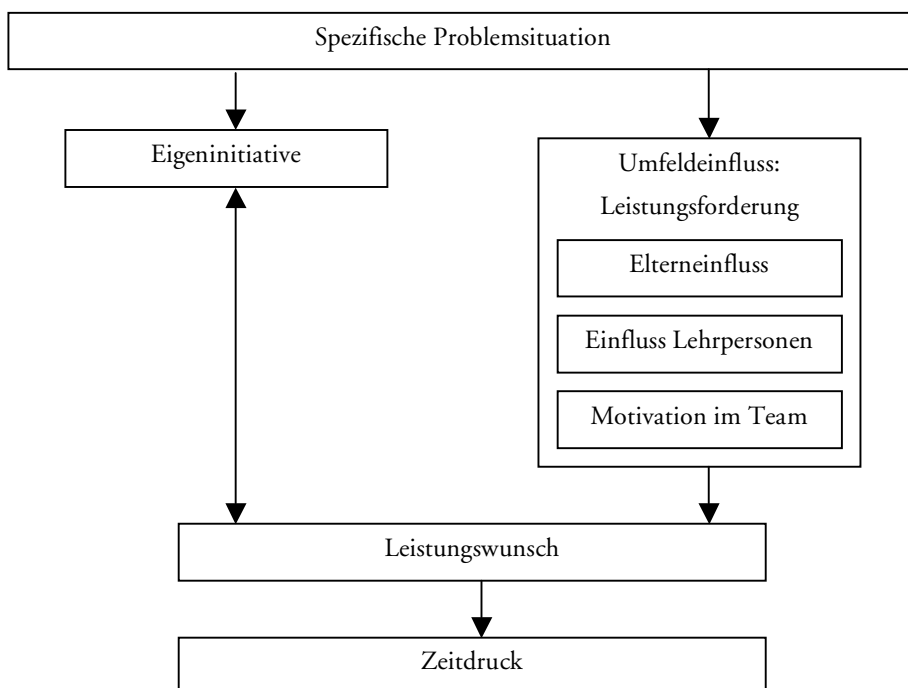 Spezifische Problemsituation
Eigeninitiative
Umfeldeinfluss:
Leistungsforderung
Elterneinfluss
Einfluss Lehrpersonen
Motivation im Team
Leistungswunsch
Zeitdruck